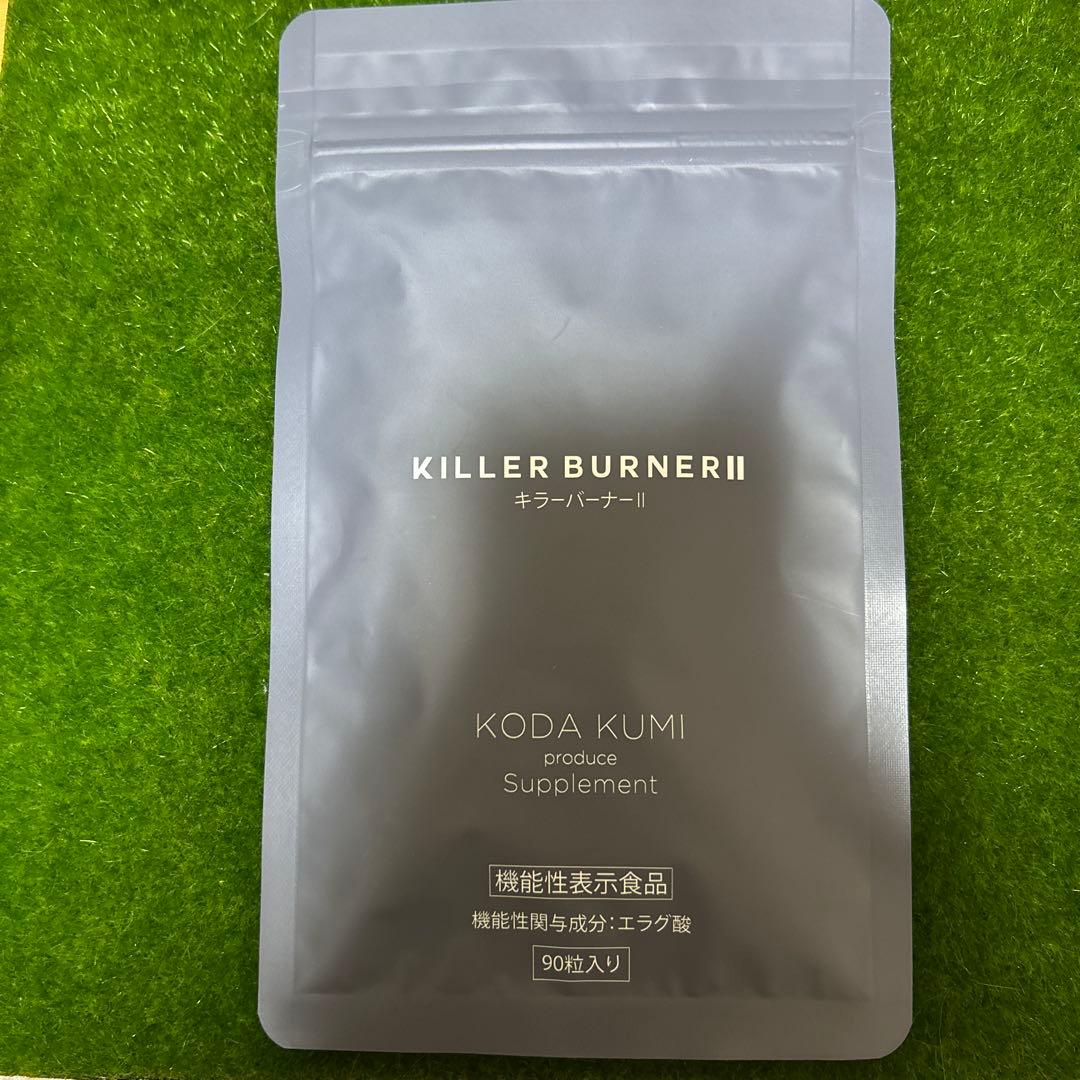 KILLER BURNERⅡ
キラーバーナーⅡ
KODA KUMI
produce
Supplement
機能性表示食品
機能性関与成分：エラグ酸
90粒入り